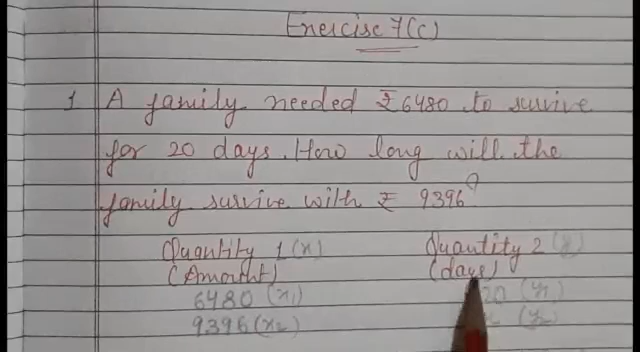 Exercise 7(c)
1 A family needed ₹6480 to survive
for 20 days. How long will the
family survive with ₹ 9396?
Quantity 1(x) Quantity 2
(Amount) (days)
6480 (x₁) 20 (y₁)
9396 (x₂) (y₂)